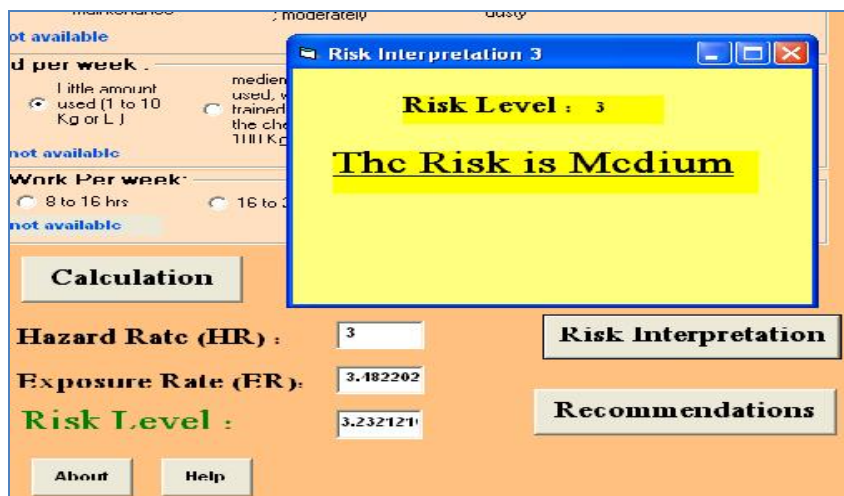 ; moderately dusty
ot available
Risk Interpretation 3
d per week :
Little amount
used (1 to 10
Kg or L)
medien
used, w
trained
the che
100 Kg
not available
Risk Level : 3
The Risk is Medium
Work Per week:
8 to 16 hrs
16 to 3
not available
Calculation
Hazard Rate (HR) :
3
Risk Interpretation
Exposure Rate (ER):
3.482202
Risk Level :
3.232121
Recommendations
About
Help